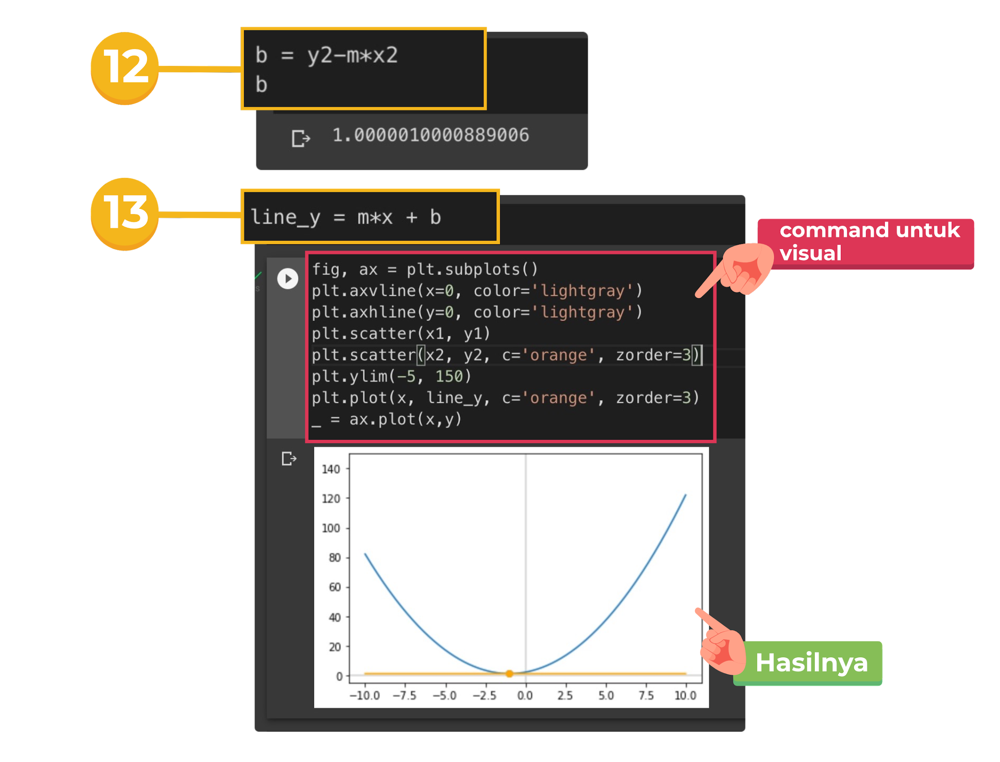 12
b = y2-m*x2
b
1.0000010000889006
13
line_y = m*x + b
command untuk
visual
fig, ax = plt.subplots()
plt.axvline(x=0, color='lightgray')
plt.axhline(y=0, color='lightgray')
plt.scatter(x1, y1)
plt.scatter(x2, y2, c='orange', zorder=3)
plt.ylim(-5, 150)
plt.plot(x, line_y, c='orange', zorder=3)
_ = ax.plot(x,y)
s
140
120
100
80
60
40
20
0
−10.0 −7.5 −5.0 −2.5 0.0 2.5 5.0 7.5 10.0
Hasilnya